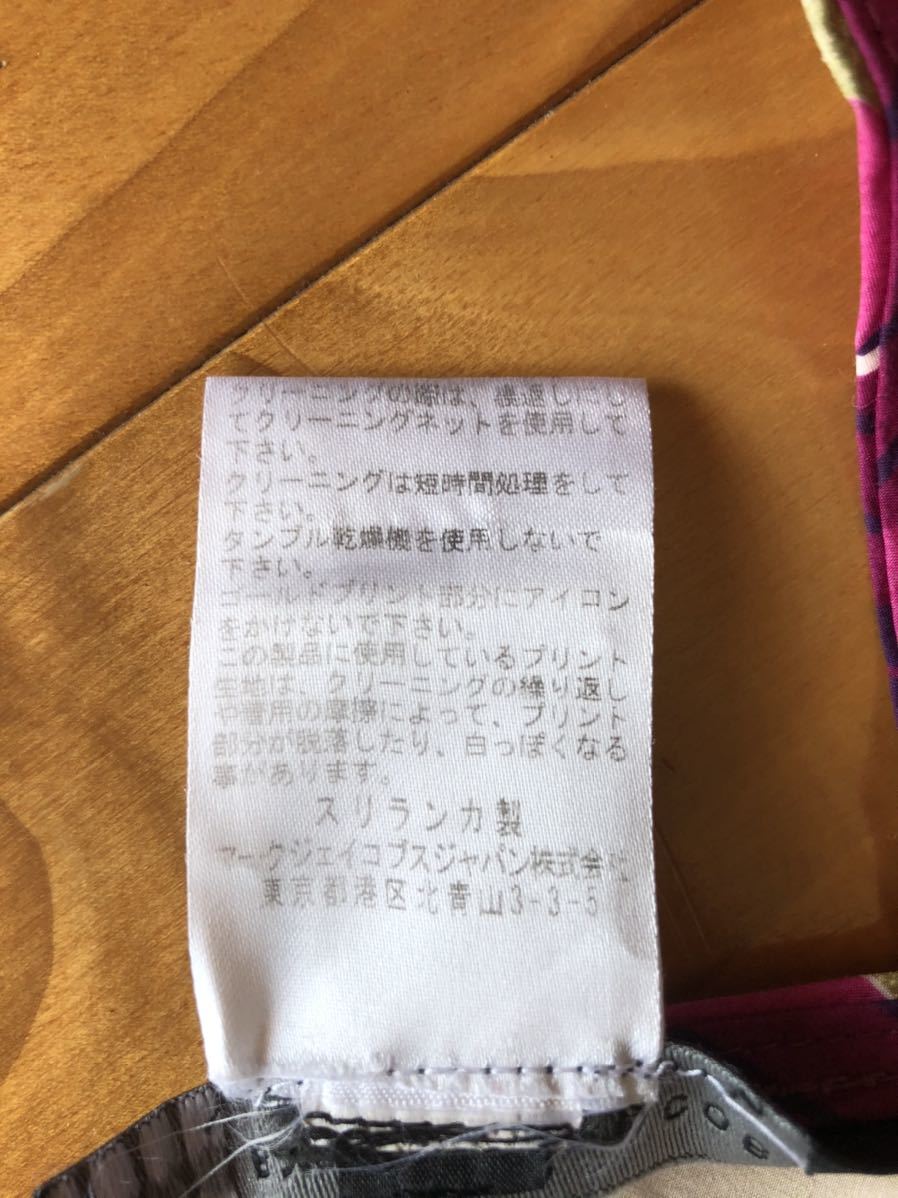 クリーニングの際は、裏返しにし
てクリーニングネットを使用して
下さい。
クリーニングは短時間処理をして
下さい。
タンブル乾燥機を使用しないで
下さい。
ゴールドプリント部分にアイロン
をかけないで下さい。
この製品に使用しているプリント
生地は、クリーニングの繰り返し
や着用の摩擦によって、プリント
部分が脱落したり、白っぽくなる
事があります。
スリランカ製
マークジェイコブスジャパン株式会社
東京都港区北青山3-3-5